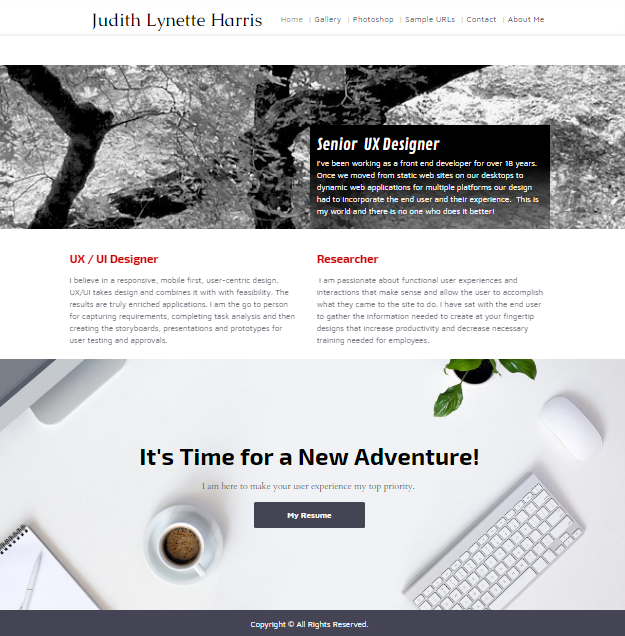 Judith Lynette Harris
Home | Gallery | Photoshop | Sample URLs | Contact | About Me
Senior UX Designer
I've been working as a front end developer for over 18 years.
Once we moved from static web sites on our desktops to
dynamic web applications for multiple platforms our design
had to incorporate the end user and their experience. This is
my world and there is no one who does it better!
UX / UI Designer
I believe in a responsive, mobile first, user-centric design.
UX/UI takes design and combines it with with feasibility. The
results are truly enriched applications. I am the go to person
for capturing requirements, completing task analysis and then
creating the storyboards, presentations and prototypes for
user testing and approvals.
Researcher
I am passionate about functional user experiences and
interactions that make sense and allow the user to accomplish
what they came to the site to do. I have sat with the end user
to gather the information needed to create at your fingertip
designs that increase productivity and decrease necessary
training needed for employees.
It's Time for a New Adventure!
I am here to make your user experience my top priority.
My Resume
Copyright © All Rights Reserved.